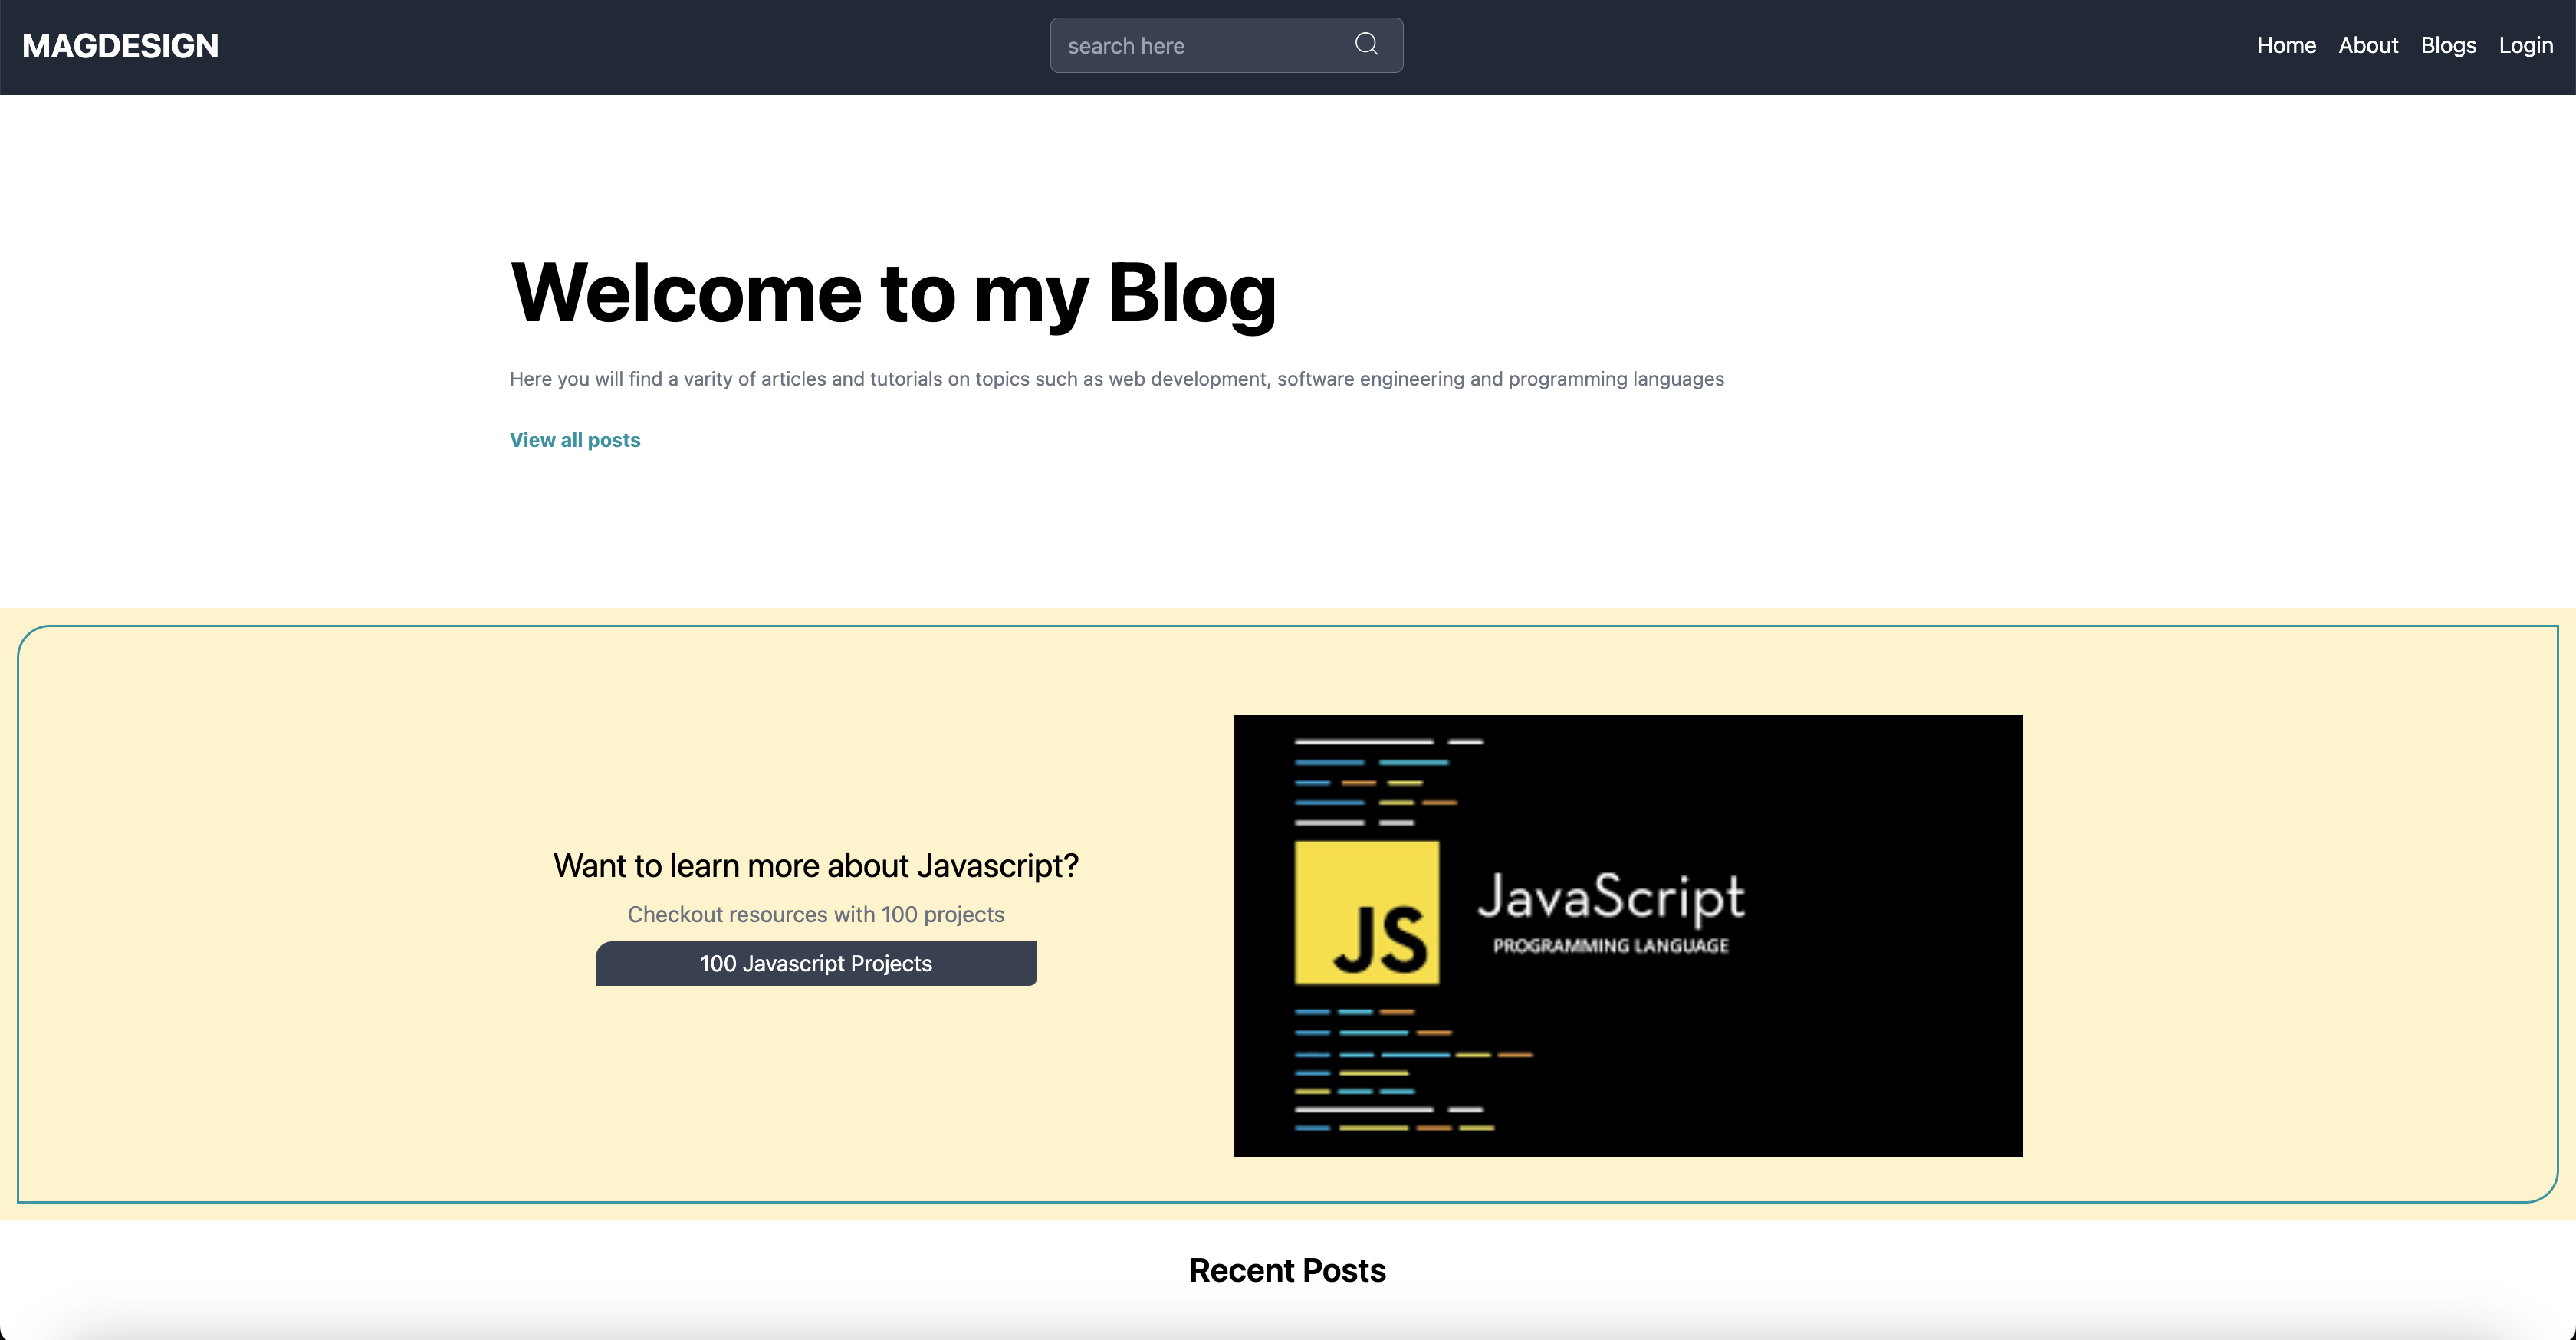 MAGDESIGN
search here
Home About Blogs Login
Welcome to my Blog
Here you will find a varity of articles and tutorials on topics such as web development, software engineering and programming languages
View all posts
Want to learn more about Javascript?
Checkout resources with 100 projects
100 Javascript Projects
JS
JavaScript
PROGRAMMING LANGUAGE
Recent Posts